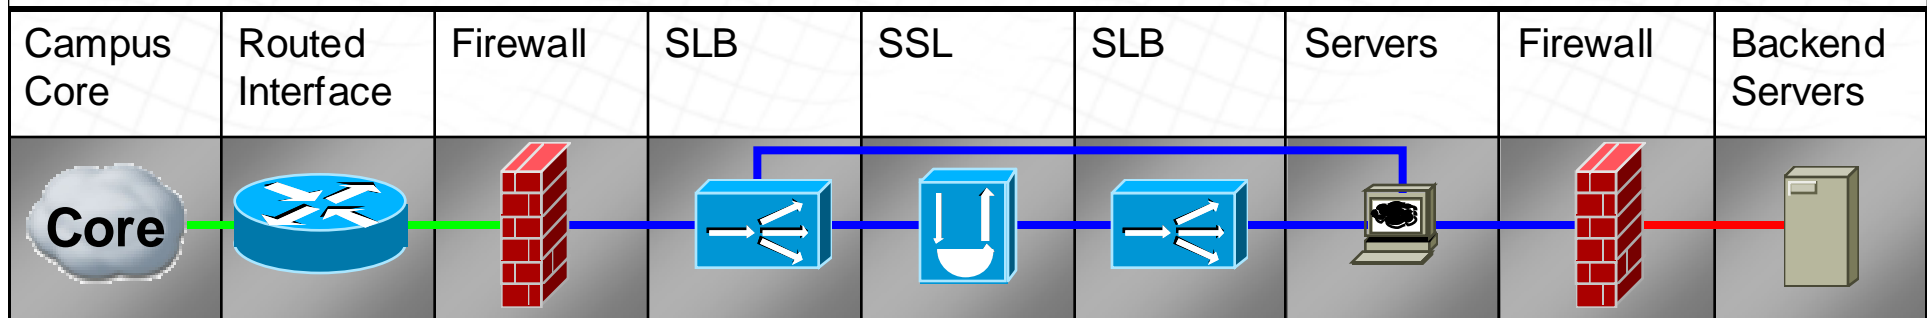 Campus
Core
Routed
Interface
Firewall
SLB
SSL
SLB
Servers
Firewall
Backend
Servers
Core